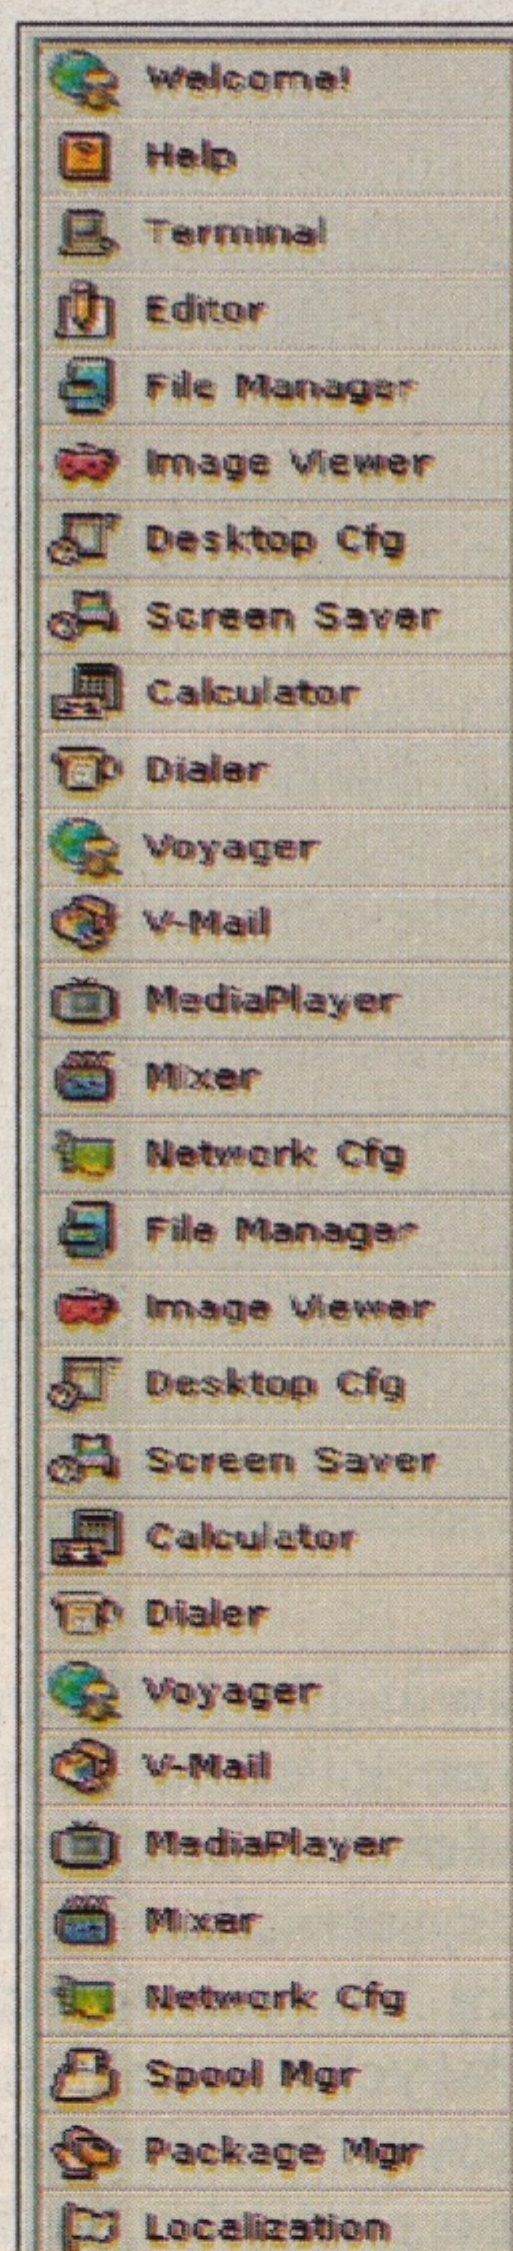 Welcome!
Help
Terminal
Editor
File Manager
Image Viewer
Desktop Cfg
Screen Saver
Calculator
Dialer
Voyager
V-Mail
MediaPlayer
Mixer
Network Cfg
File Manager
Image Viewer
Desktop Cfg
Screen Saver
Calculator
Dialer
Voyager
V-Mail
MediaPlayer
Mixer
Network Cfg
Spool Mgr
Package Mgr
Localization